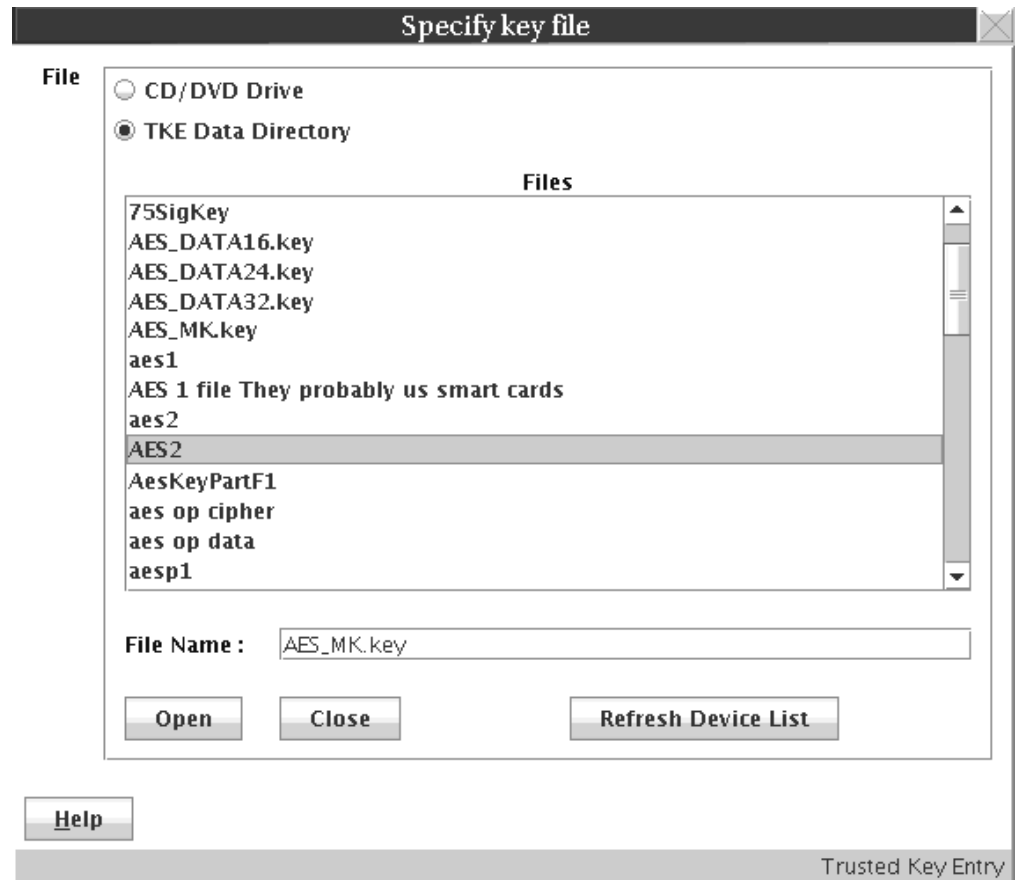 Specify key file
File
CD/DVD Drive
TKE Data Directory
Files
75SigKey
AES_DATA16.key
AES_DATA24.key
AES_DATA32.key
AES_MK.key
aes1
AES 1 file They probably us smart cards
aes2
AES2
AesKeyPartF1
aes op cipher
aes op data
aesp1
File Name : AES_MK.key
Open Close Refresh Device List
Help
Trusted Key Entry